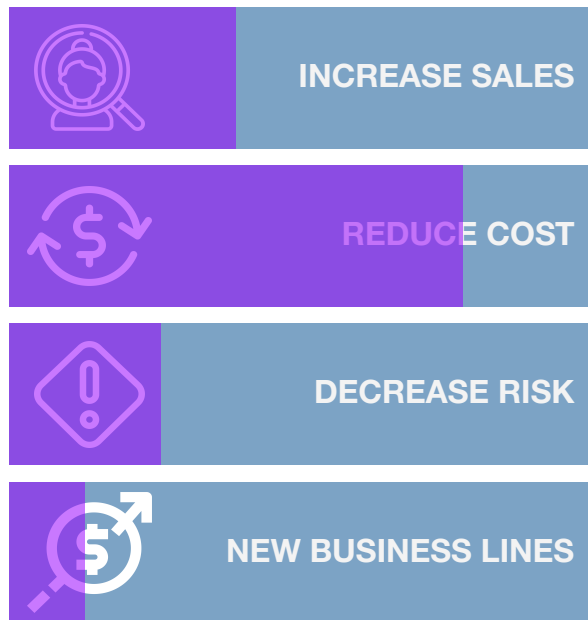 INCREASE SALES
$
REDUCE COST
!
DECREASE RISK
$
NEW BUSINESS LINES